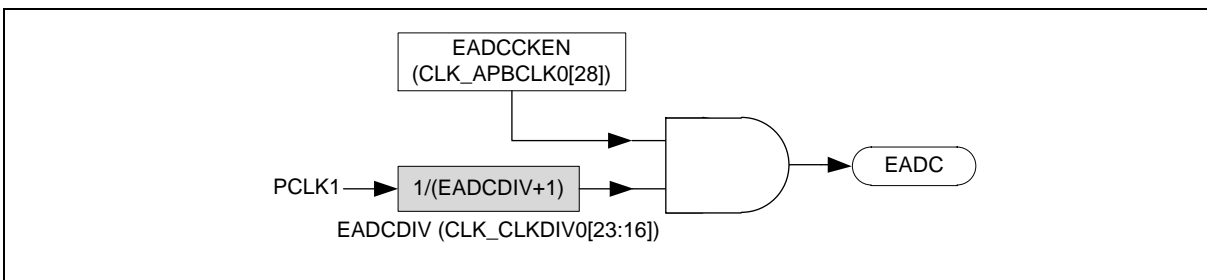 EADCCKEN
(CLK_APBCLK0[28])
PCLK1
1/(EADCDIV+1)
EADC
EADCDIV (CLK_CLKDIV0[23:16])